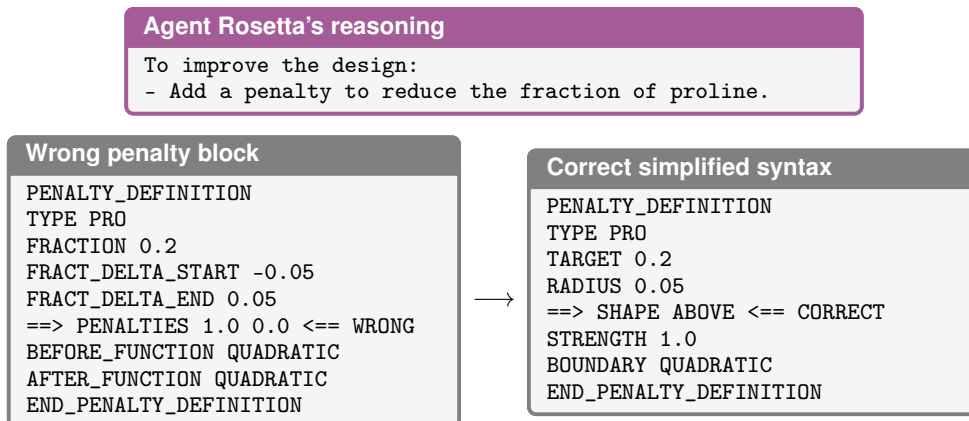 Agent Rosetta's reasoning
To improve the design:
- Add a penalty to reduce the fraction of proline.
Wrong penalty block
PENALTY_DEFINITION
TYPE PRO
FRACTION 0.2
FRACT_DELTA_START -0.05
FRACT_DELTA_END 0.05
==> PENALTIES 1.0 0.0 <== WRONG
BEFORE_FUNCTION QUADRATIC
AFTER_FUNCTION QUADRATIC
END_PENALTY_DEFINITION
Correct simplified syntax
PENALTY_DEFINITION
TYPE PRO
TARGET 0.2
RADIUS 0.05
==> SHAPE ABOVE <== CORRECT
STRENGTH 1.0
BOUNDARY QUADRATIC
END_PENALTY_DEFINITION